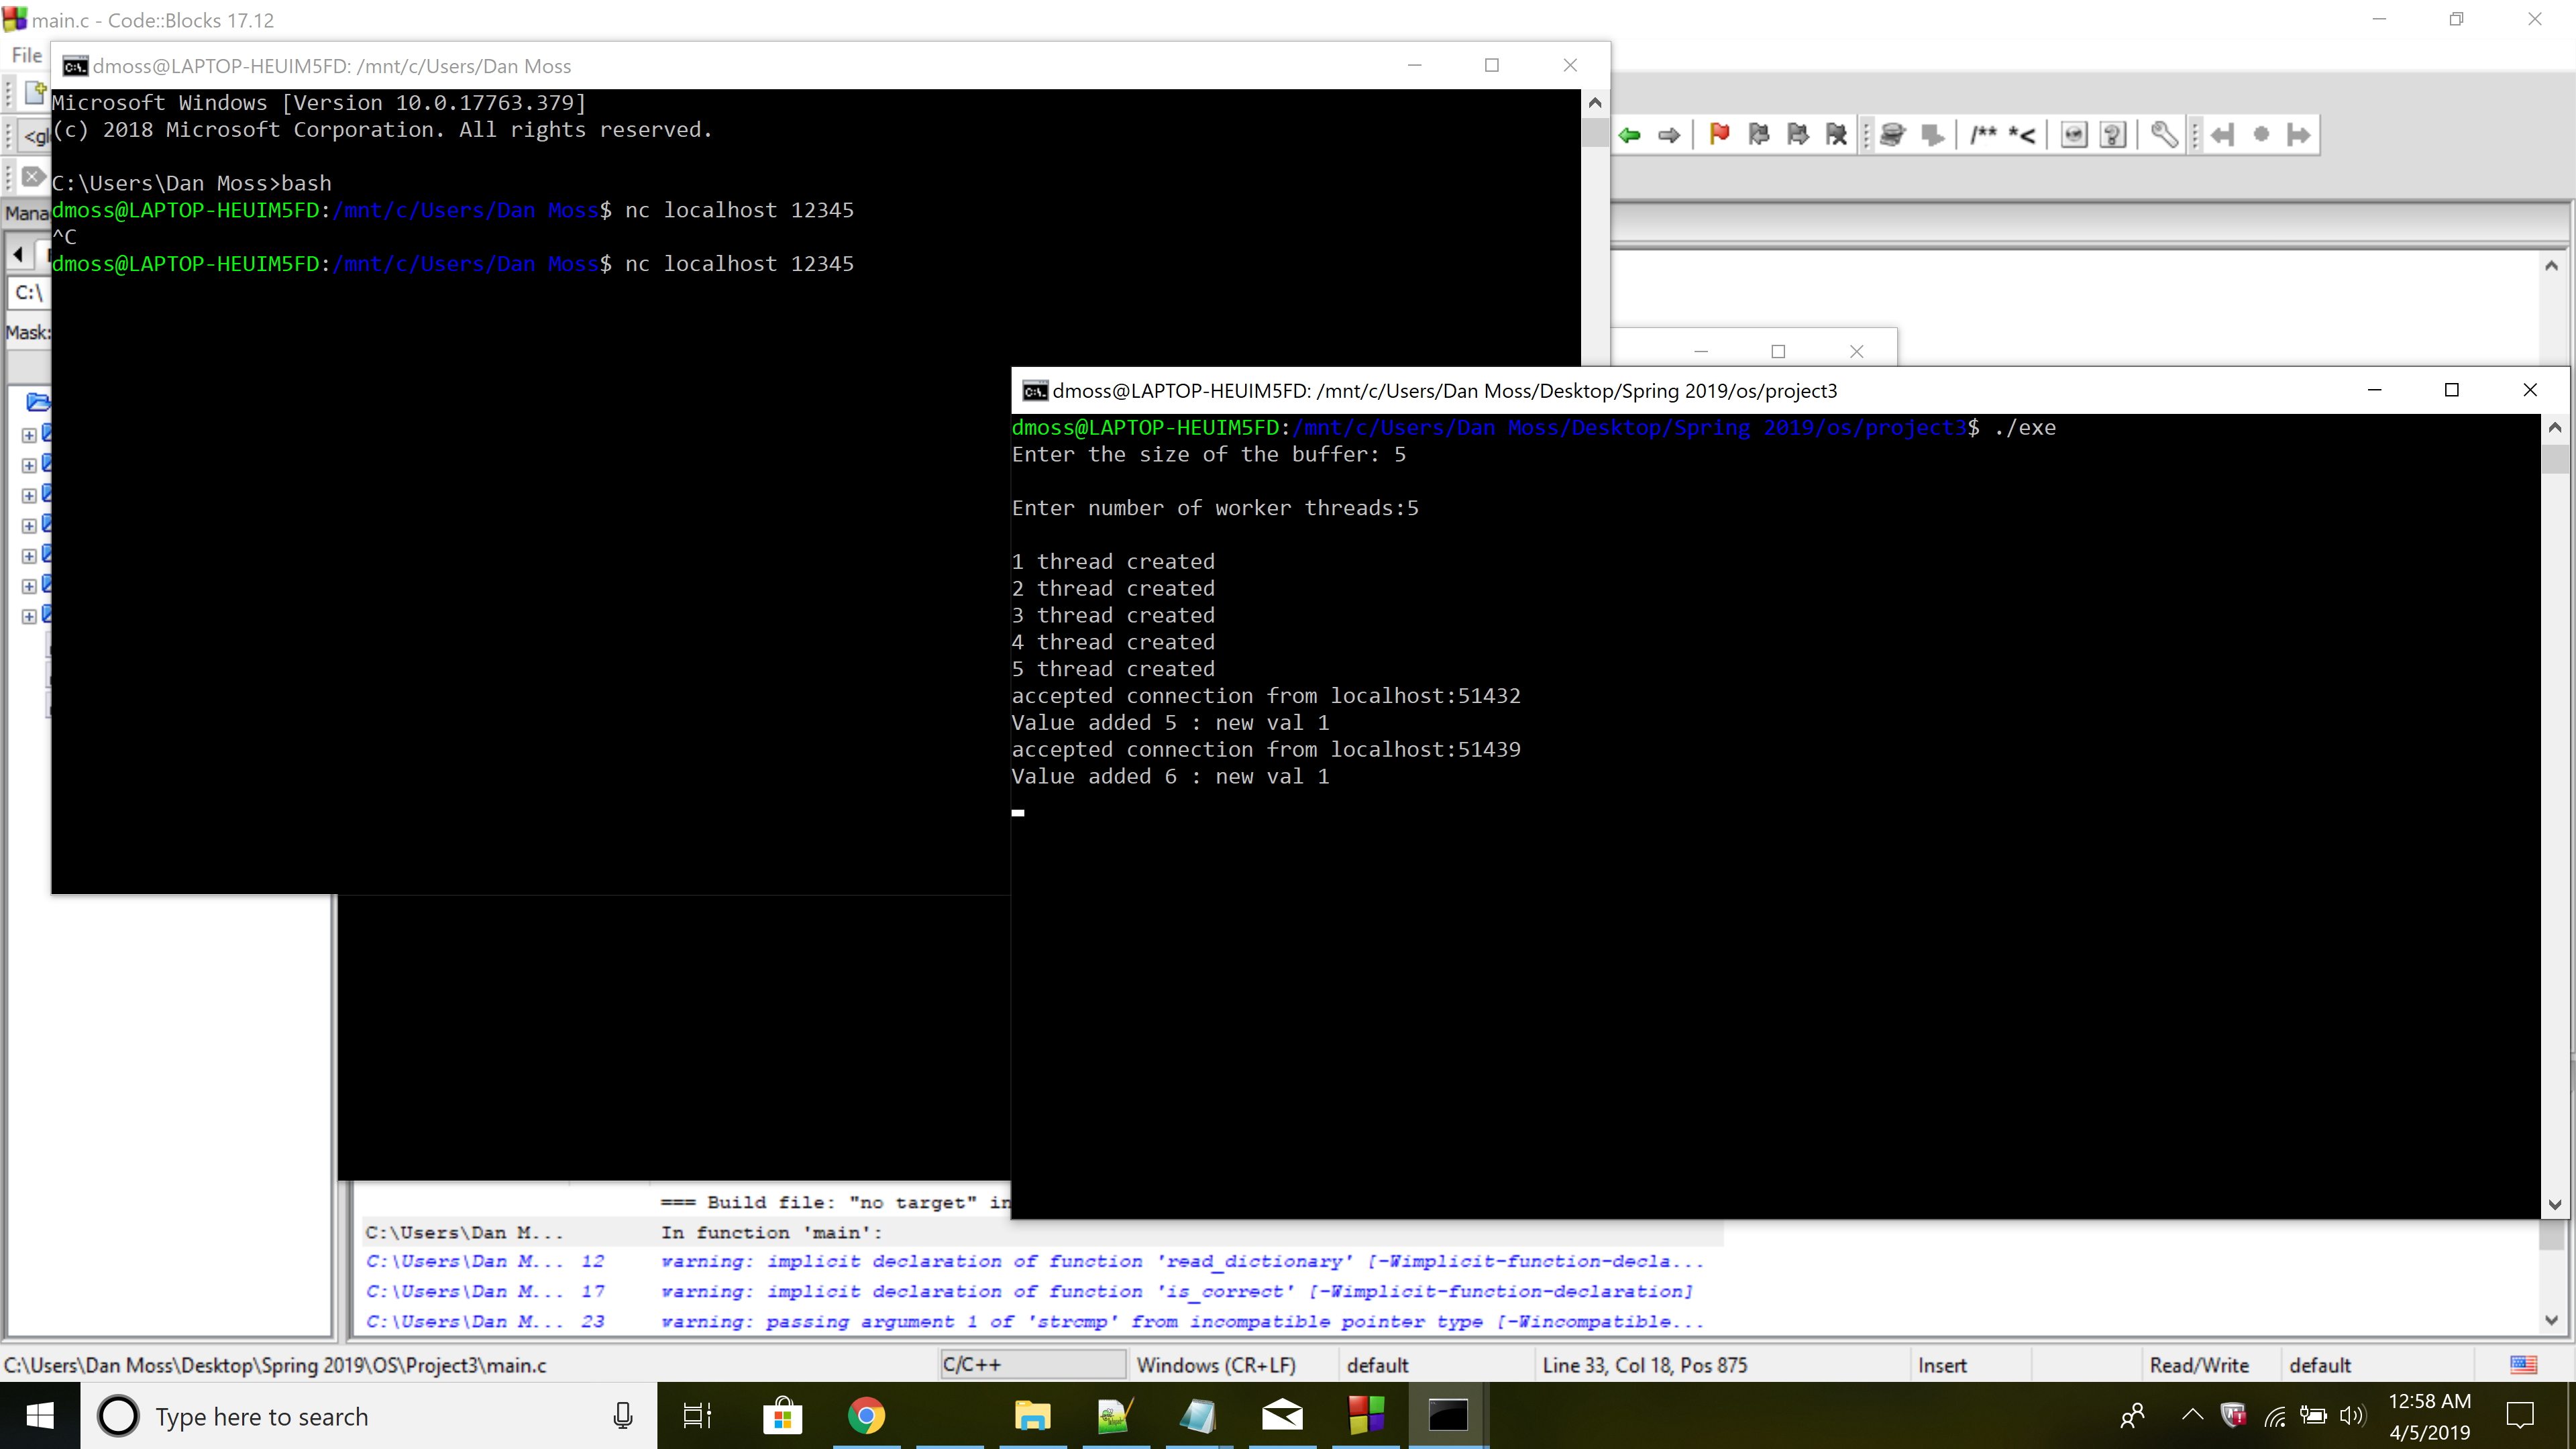 main.c - Code::Blocks 17.12
File
dmoss@LAPTOP-HEUIM5FD: /mnt/c/Users/Dan Moss
Microsoft Windows [Version 10.0.17763.379]
(c) 2018 Microsoft Corporation. All rights reserved.
C:\Users\Dan Moss>bash
dmoss@LAPTOP-HEUIM5FD:/mnt/c/Users/Dan Moss$ nc localhost 12345
^C
dmoss@LAPTOP-HEUIM5FD:/mnt/c/Users/Dan Moss$ nc localhost 12345
<gl
/** *<
Mana
C:\
Mask:
dmoss@LAPTOP-HEUIM5FD: /mnt/c/Users/Dan Moss/Desktop/Spring 2019/os/project3
dmoss@LAPTOP-HEUIM5FD:/mnt/c/Users/Dan Moss/Desktop/Spring 2019/os/project3$ ./exe
Enter the size of the buffer: 5
Enter number of worker threads:5
1 thread created
2 thread created
3 thread created
4 thread created
5 thread created
accepted connection from localhost:51432
Value added 5 : new val 1
accepted connection from localhost:51439
Value added 6 : new val 1
=== Build file: "no target" in
C:\Users\Dan M... In function 'main':
C:\Users\Dan M... 12 warning: implicit declaration of function 'read_dictionary' [-Wimplicit-function-decla...
C:\Users\Dan M... 17 warning: implicit declaration of function 'is_correct' [-Wimplicit-function-declaration]
C:\Users\Dan M... 23 warning: passing argument 1 of 'strcmp' from incompatible pointer type [-Wincompatible...
C:\Users\Dan Moss\Desktop\Spring 2019\OS\Project3\main.c C/C++ Windows (CR+LF) default Line 33, Col 18, Pos 875 Insert Read/Write default
Type here to search
12:58 AM
4/5/2019